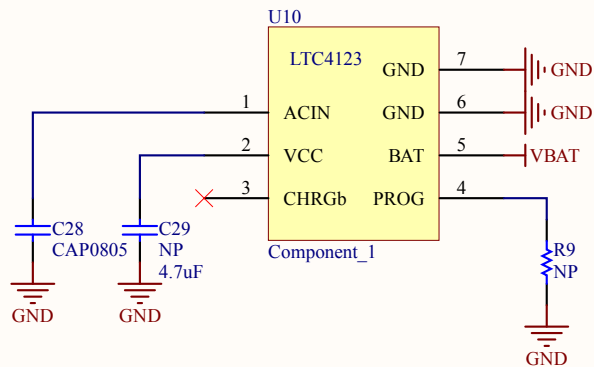 U10
LTC4123
7
GND
GND
1
ACIN
GND
6
GND
2
VCC
BAT
5
VBAT
3
CHRGb
PROG
4
C28
CAP0805
C29
NP
4.7uF
Component_1
R9
NP
GND
GND
GND